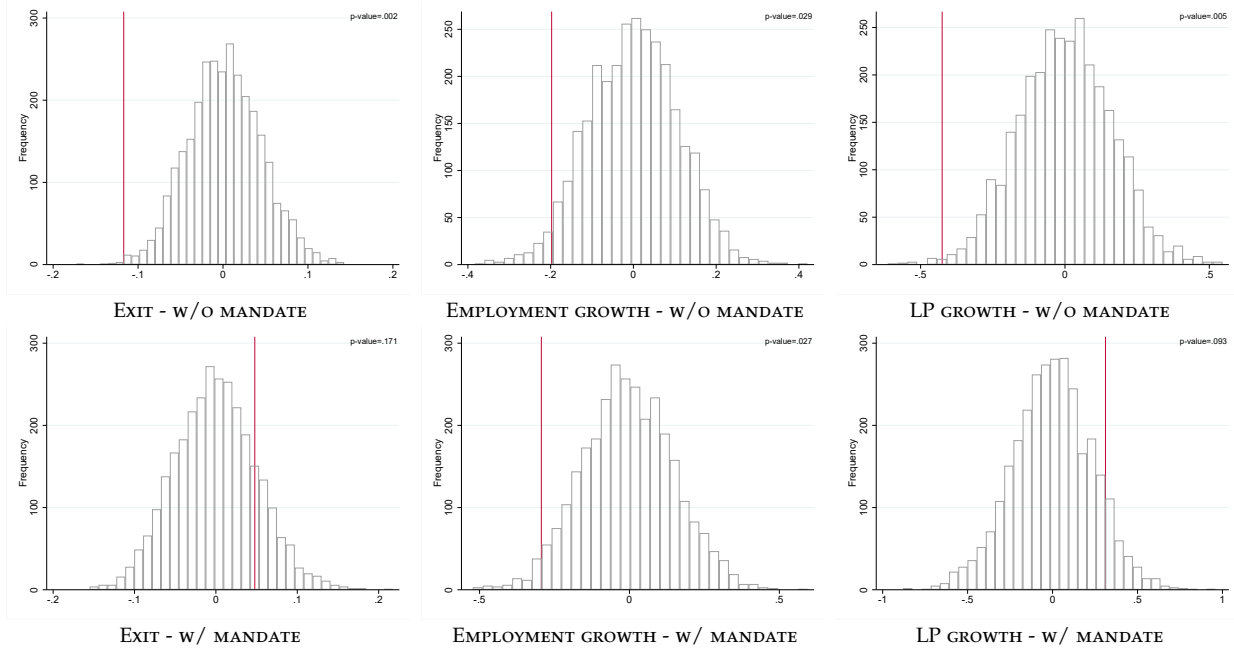 p-value=.002
Frequency
0 100 200 300
-.2 -.1 0 .1 .2
Exit - w/o mandate
p-value=.029
Frequency
0 50 100 150 200 250
-.4 -.2 0 .2 .4
Employment growth - w/o mandate
p-value=.005
Frequency
0 50 100 150 200 250
-.5 0 .5
LP growth - w/o mandate
p-value=.171
Frequency
0 100 200 300
-.2 -.1 0 .1 .2
Exit - w/ mandate
p-value=.027
Frequency
0 100 200 300
-.5 0 .5
Employment growth - w/ mandate
p-value=.093
Frequency
0 100 200 300
-1 -.5 0 .5 1
LP growth - w/ mandate